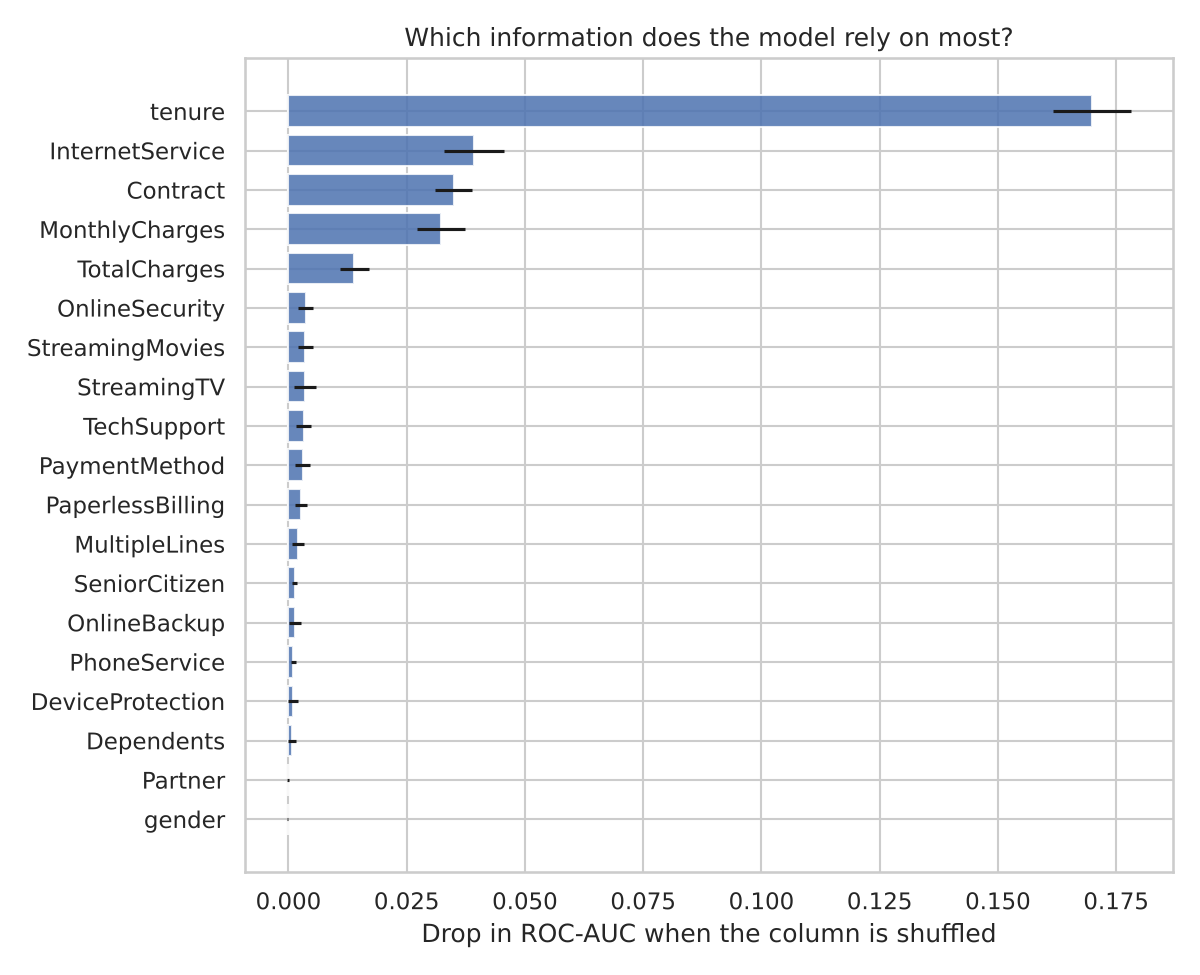 Which information does the model rely on most?
tenure
InternetService
Contract
MonthlyCharges
TotalCharges
OnlineSecurity
StreamingMovies
StreamingTV
TechSupport
PaymentMethod
PaperlessBilling
MultipleLines
SeniorCitizen
OnlineBackup
PhoneService
DeviceProtection
Dependents
Partner
gender
0.000 0.025 0.050 0.075 0.100 0.125 0.150 0.175
Drop in ROC-AUC when the column is shuffled